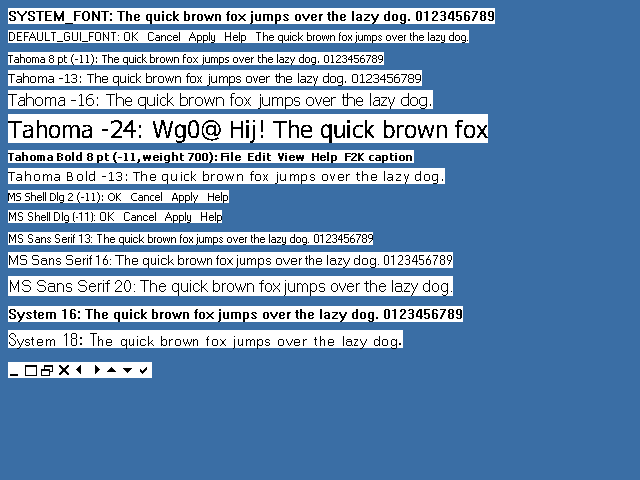 SYSTEM_FONT: The quick brown fox jumps over the lazy dog. 0123456789
DEFAULT_GUI_FONT: OK Cancel Apply Help The quick brown fox jumps over the lazy dog.
Tahoma 8 pt (-11): The quick brown fox jumps over the lazy dog. 0123456789
Tahoma -13: The quick brown fox jumps over the lazy dog. 0123456789
Tahoma -16: The quick brown fox jumps over the lazy dog.
Tahoma -24: Wg0@ Hij! The quick brown fox
Tahoma Bold 8 pt (-11, weight 700): File Edit View Help F2K caption
Tahoma Bold -13: The quick brown fox jumps over the lazy dog.
MS Shell Dlg 2 (-11): OK Cancel Apply Help
MS Shell Dlg (-11): OK Cancel Apply Help
MS Sans Serif 13: The quick brown fox jumps over the lazy dog. 0123456789
MS Sans Serif 16: The quick brown fox jumps over the lazy dog. 0123456789
MS Sans Serif 20: The quick brown fox jumps over the lazy dog.
System 16: The quick brown fox jumps over the lazy dog. 0123456789
System 18: The quick brown fox jumps over the lazy dog.